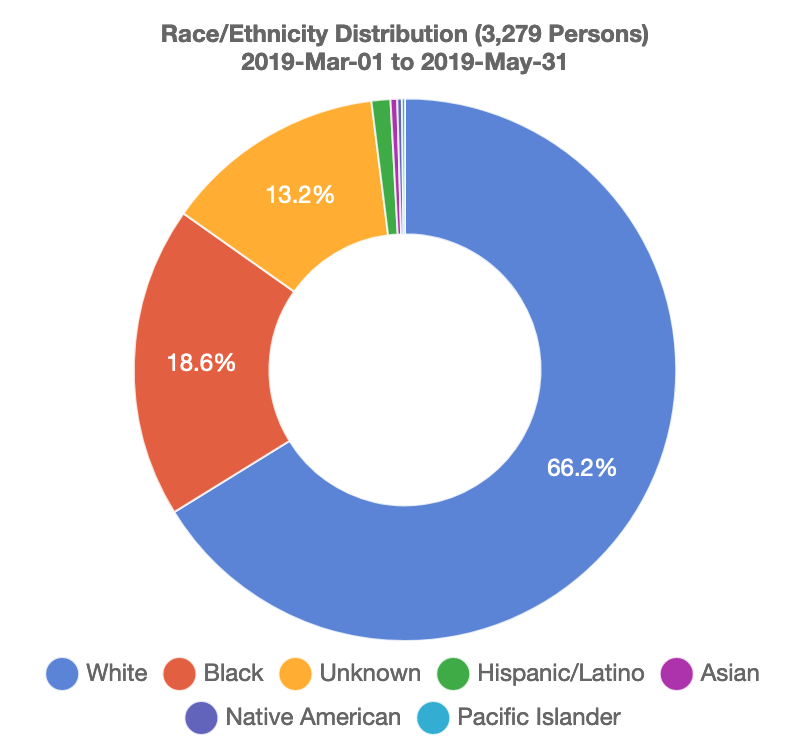 Race/Ethnicity Distribution (3,279 Persons)
2019-Mar-01 to 2019-May-31
13.2%
18.6%
66.2%
White Black Unknown Hispanic/Latino Asian
Native American Pacific Islander